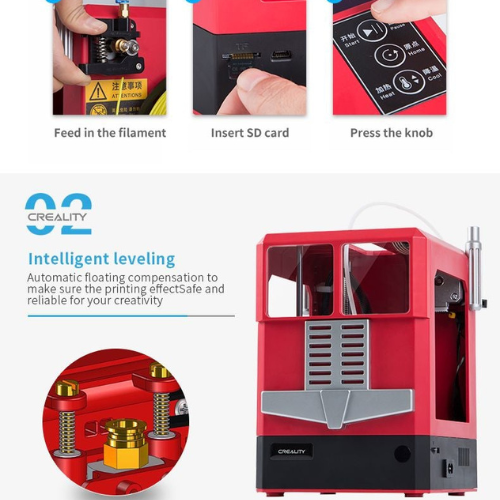 注意事项
ATTENTIONS
开始
Start
Pause
原点
Home
加热
Heat
降温
Cool
Feed in the filament
Insert SD card
Press the knob
02
CREALITY
Intelligent leveling
Automatic floating compensation to
make sure the printing effectSafe and
reliable for your creativity
CREALITY